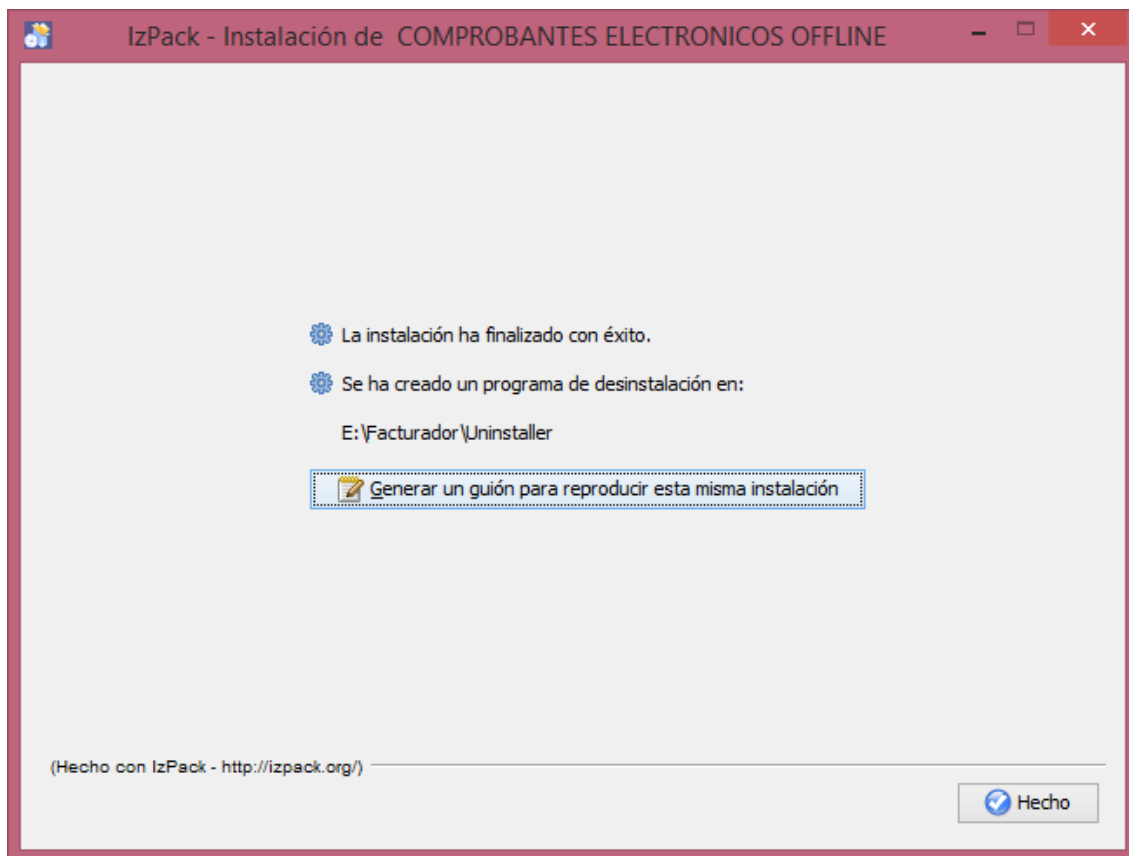 IzPack - Instalación de  COMPROBANTES ELECTRONICOS OFFLINE
La instalación ha finalizado con éxito.
Se ha creado un programa de desinstalación en:
E:\Facturador\Uninstaller
Generar un guión para reproducir esta misma instalación
(Hecho con IzPack - http://izpack.org/)
Hecho